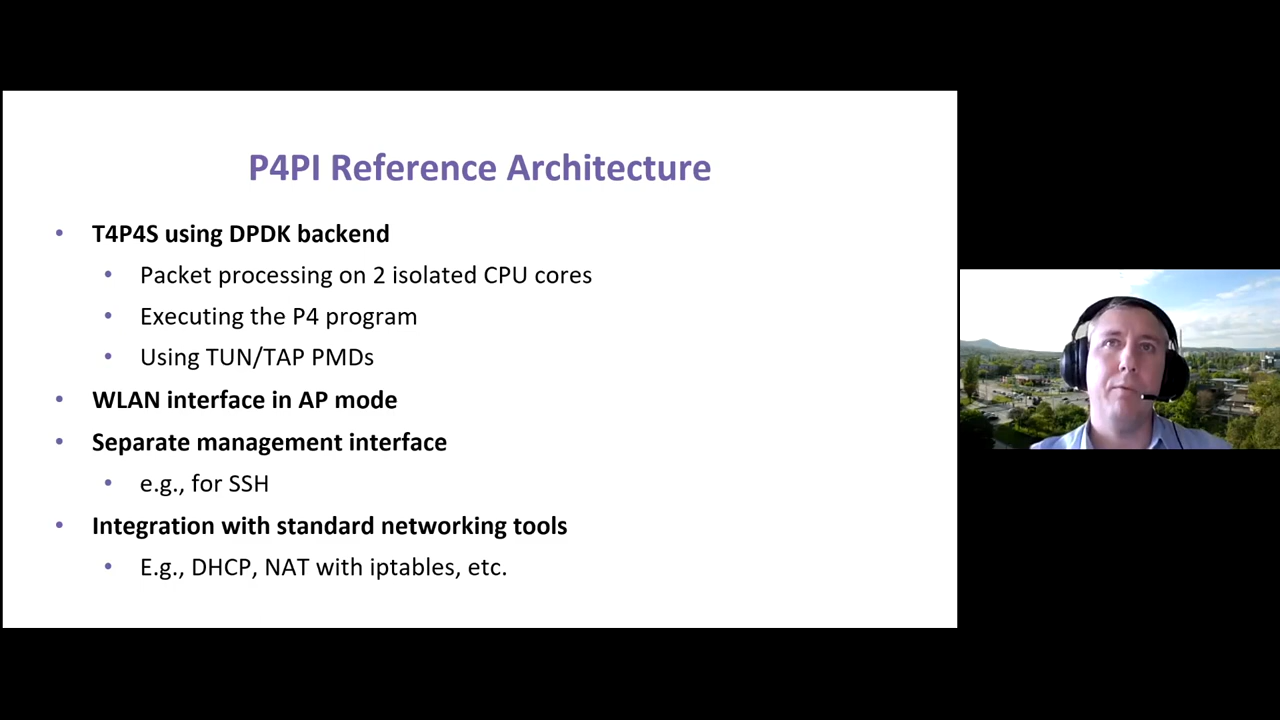 P4PI Reference Architecture
• T4P4S using DPDK backend
• Packet processing on 2 isolated CPU cores
• Executing the P4 program
• Using TUN/TAP PMDs
• WLAN interface in AP mode
• Separate management interface
• e.g., for SSH
• Integration with standard networking tools
• E.g., DHCP, NAT with iptables, etc.